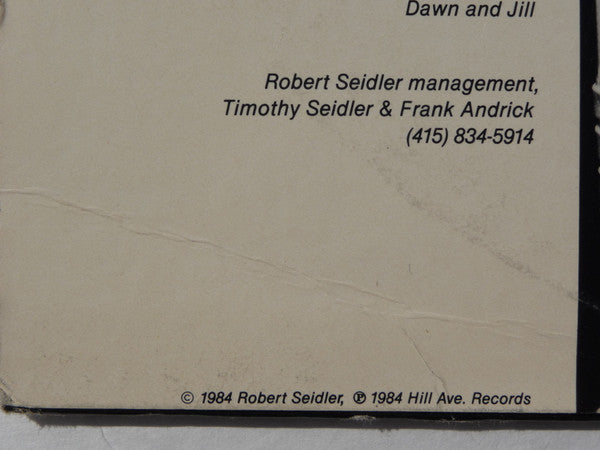 Dawn and Jill
Robert Seidler management,
Timothy Seidler & Frank Andrick
(415) 834-5914
© 1984 Robert Seidler, ℗ 1984 Hill Ave. Records